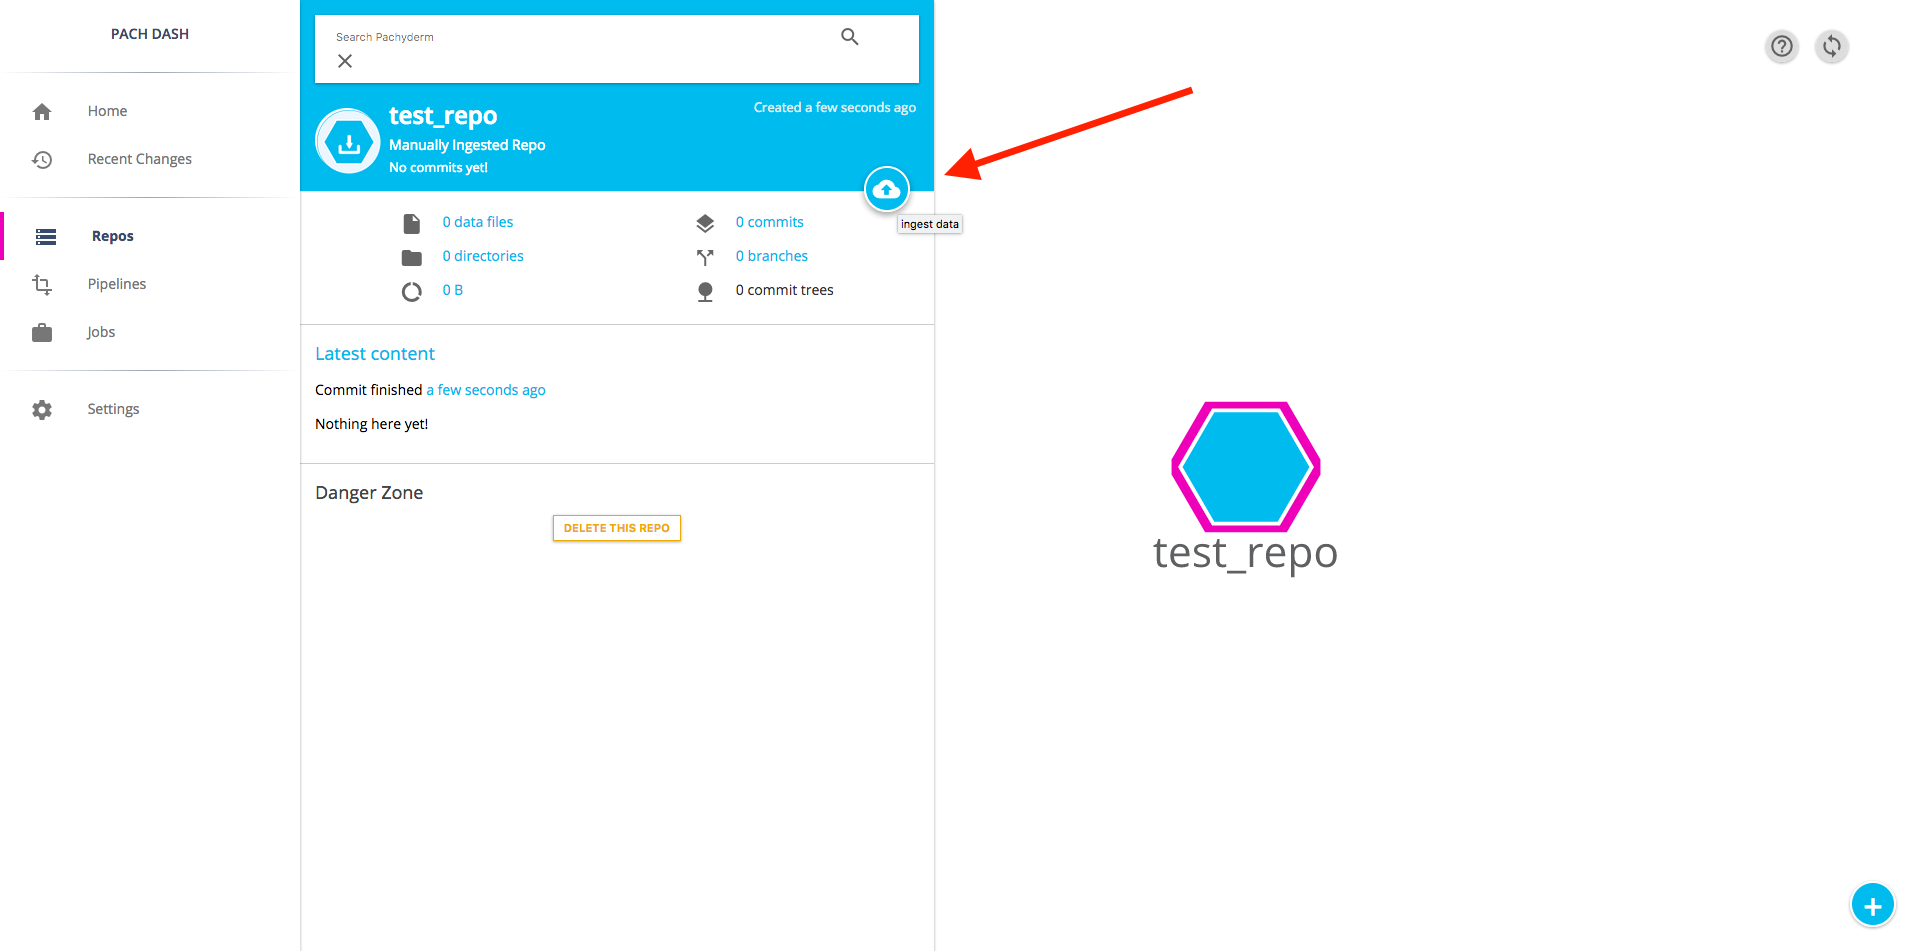 PACH DASH
Home
Recent Changes
Repos
Pipelines
Jobs
Settings
Search Pachyderm
test_repo
Created a few seconds ago
Manually Ingested Repo
No commits yet!
ingest data
0 data files
0 commits
0 directories
0 branches
0 B
0 commit trees
Latest content
Commit finished a few seconds ago
Nothing here yet!
Danger Zone
DELETE THIS REPO
test_repo